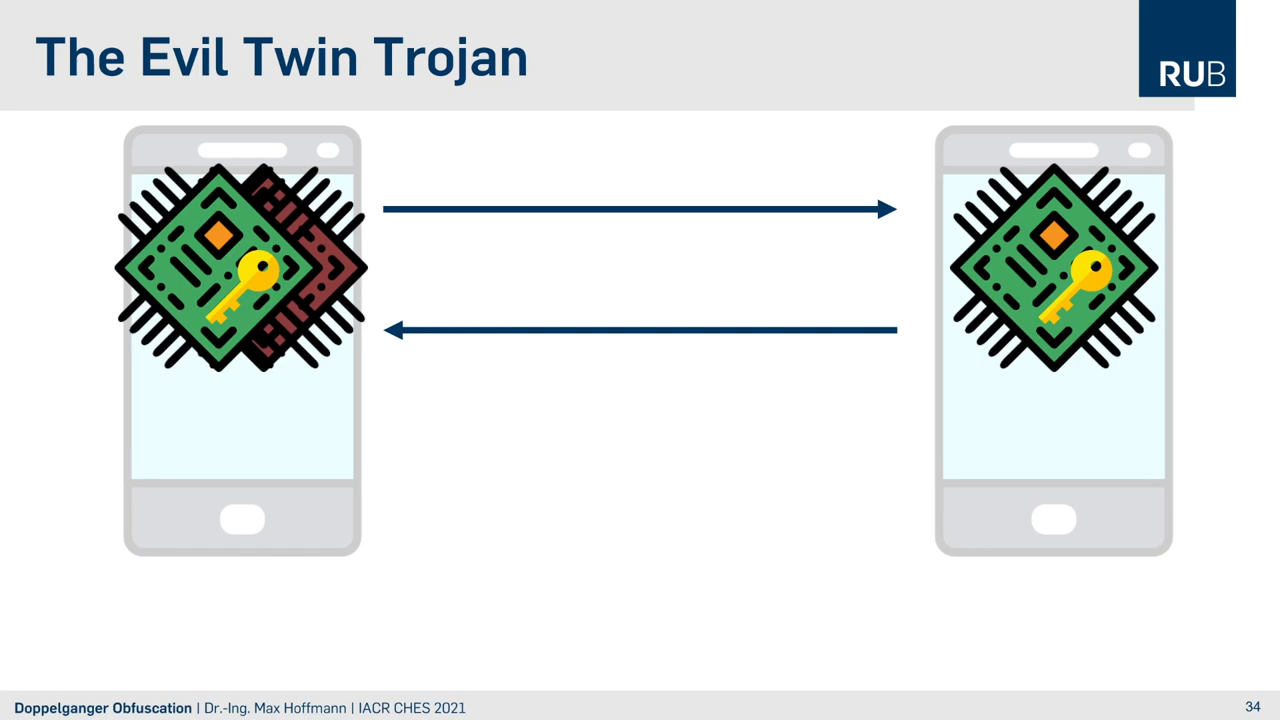 The Evil Twin Trojan
RUB
Doppelganger Obfuscation | Dr.-Ing. Max Hoffmann | IACR CHES 2021
34